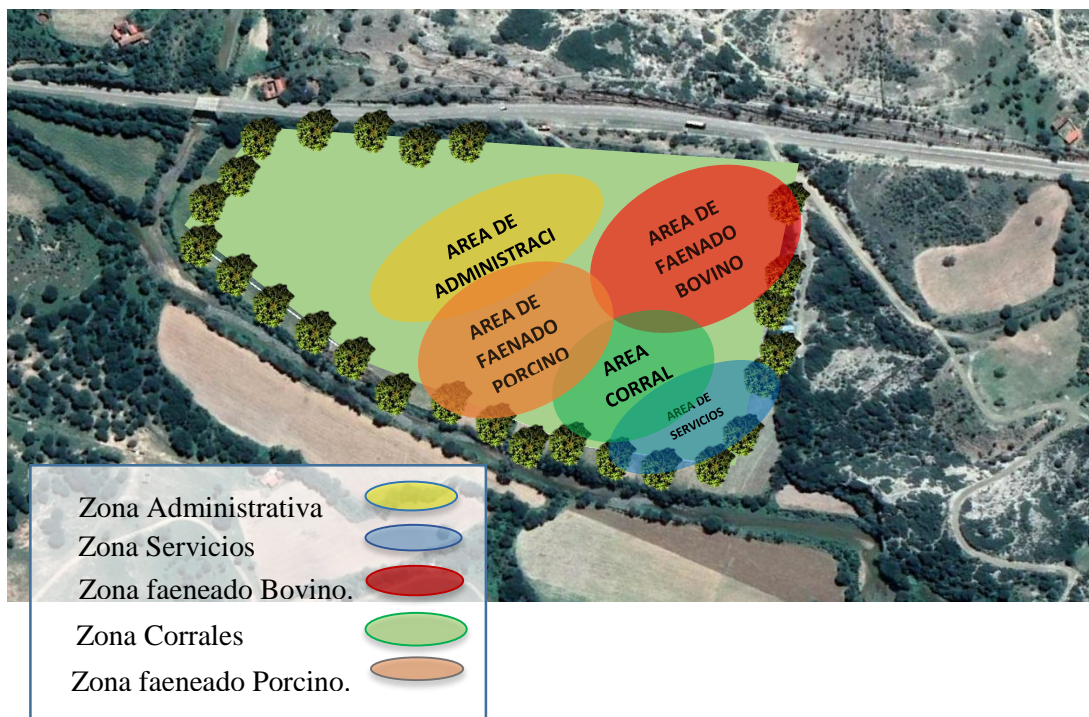 AREA DE
ADMINISTRACI
AREA DE
FAENADO
BOVINO
AREA DE
FAENADO
PORCINO
AREA
CORRAL
AREA DE
SERVICIOS
Zona Administrativa
Zona Servicios
Zona faeneado Bovino.
Zona Corrales
Zona faeneado Porcino.